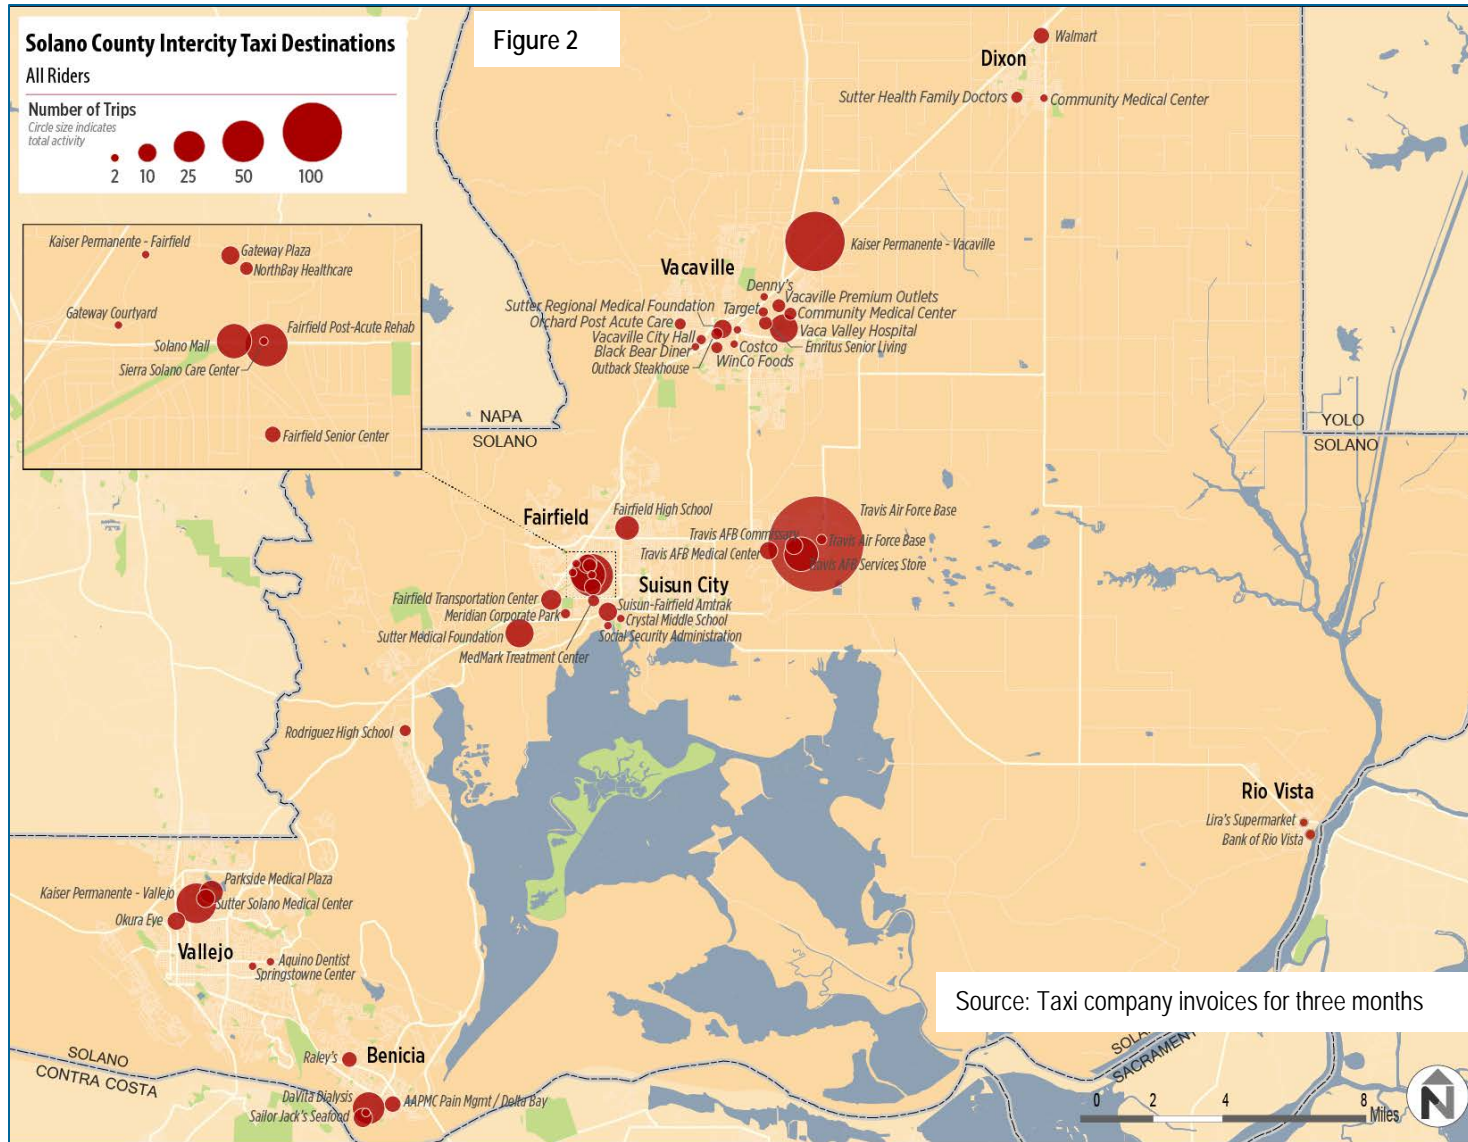 Solano County Intercity Taxi Destinations
All Riders
Number of Trips
Circle size indicates
total activity
2 10 25 50 100
Figure 2
Dixon
Walmart
Sutter Health Family Doctors
Community Medical Center
Kaiser Permanente - Fairfield
Gateway Plaza
NorthBay Healthcare
Gateway Courtyard
Fairfield Post-Acute Rehab
Solano Mall
Sierra Solano Care Center
Fairfield Senior Center
Kaiser Permanente - Vacaville
Vacaville
Denny's
Sutter Regional Medical Foundation
Target
Vacaville Premium Outlets
Orchard Post Acute Care
Community Medical Center
Vacaville City Hall
Vaca Valley Hospital
Black Bear Diner
Costco
Emritus Senior Living
Outback Steakhouse
WinCo Foods
NAPA
SOLANO
YOLO
SOLANO
Fairfield
Fairfield High School
Travis Air Force Base
Travis AFB Commissary
Travis Air Force Base
Travis AFB Medical Center
Travis AFB Services Store
Suisun City
Fairfield Transportation Center
Suisun-Fairfield Amtrak
Meridian Corporate Park
Crystal Middle School
Sutter Medical Foundation
Social Security Administration
MedMark Treatment Center
Rodriguez High School
Rio Vista
Lira's Supermarket
Bank of Rio Vista
Parkside Medical Plaza
Kaiser Permanente - Vallejo
Sutter Solano Medical Center
Okura Eye
Vallejo
Aquino Dentist
Springstowne Center
Source: Taxi company invoices for three months
SOLANO
CONTRA COSTA
Raley's
Benicia
DaVita Dialysis
AAPMC Pain Mgmt / Delta Bay
Sailor Jack's Seafood
SOLA
SACRAMENT
0 2 4 8
Miles
N